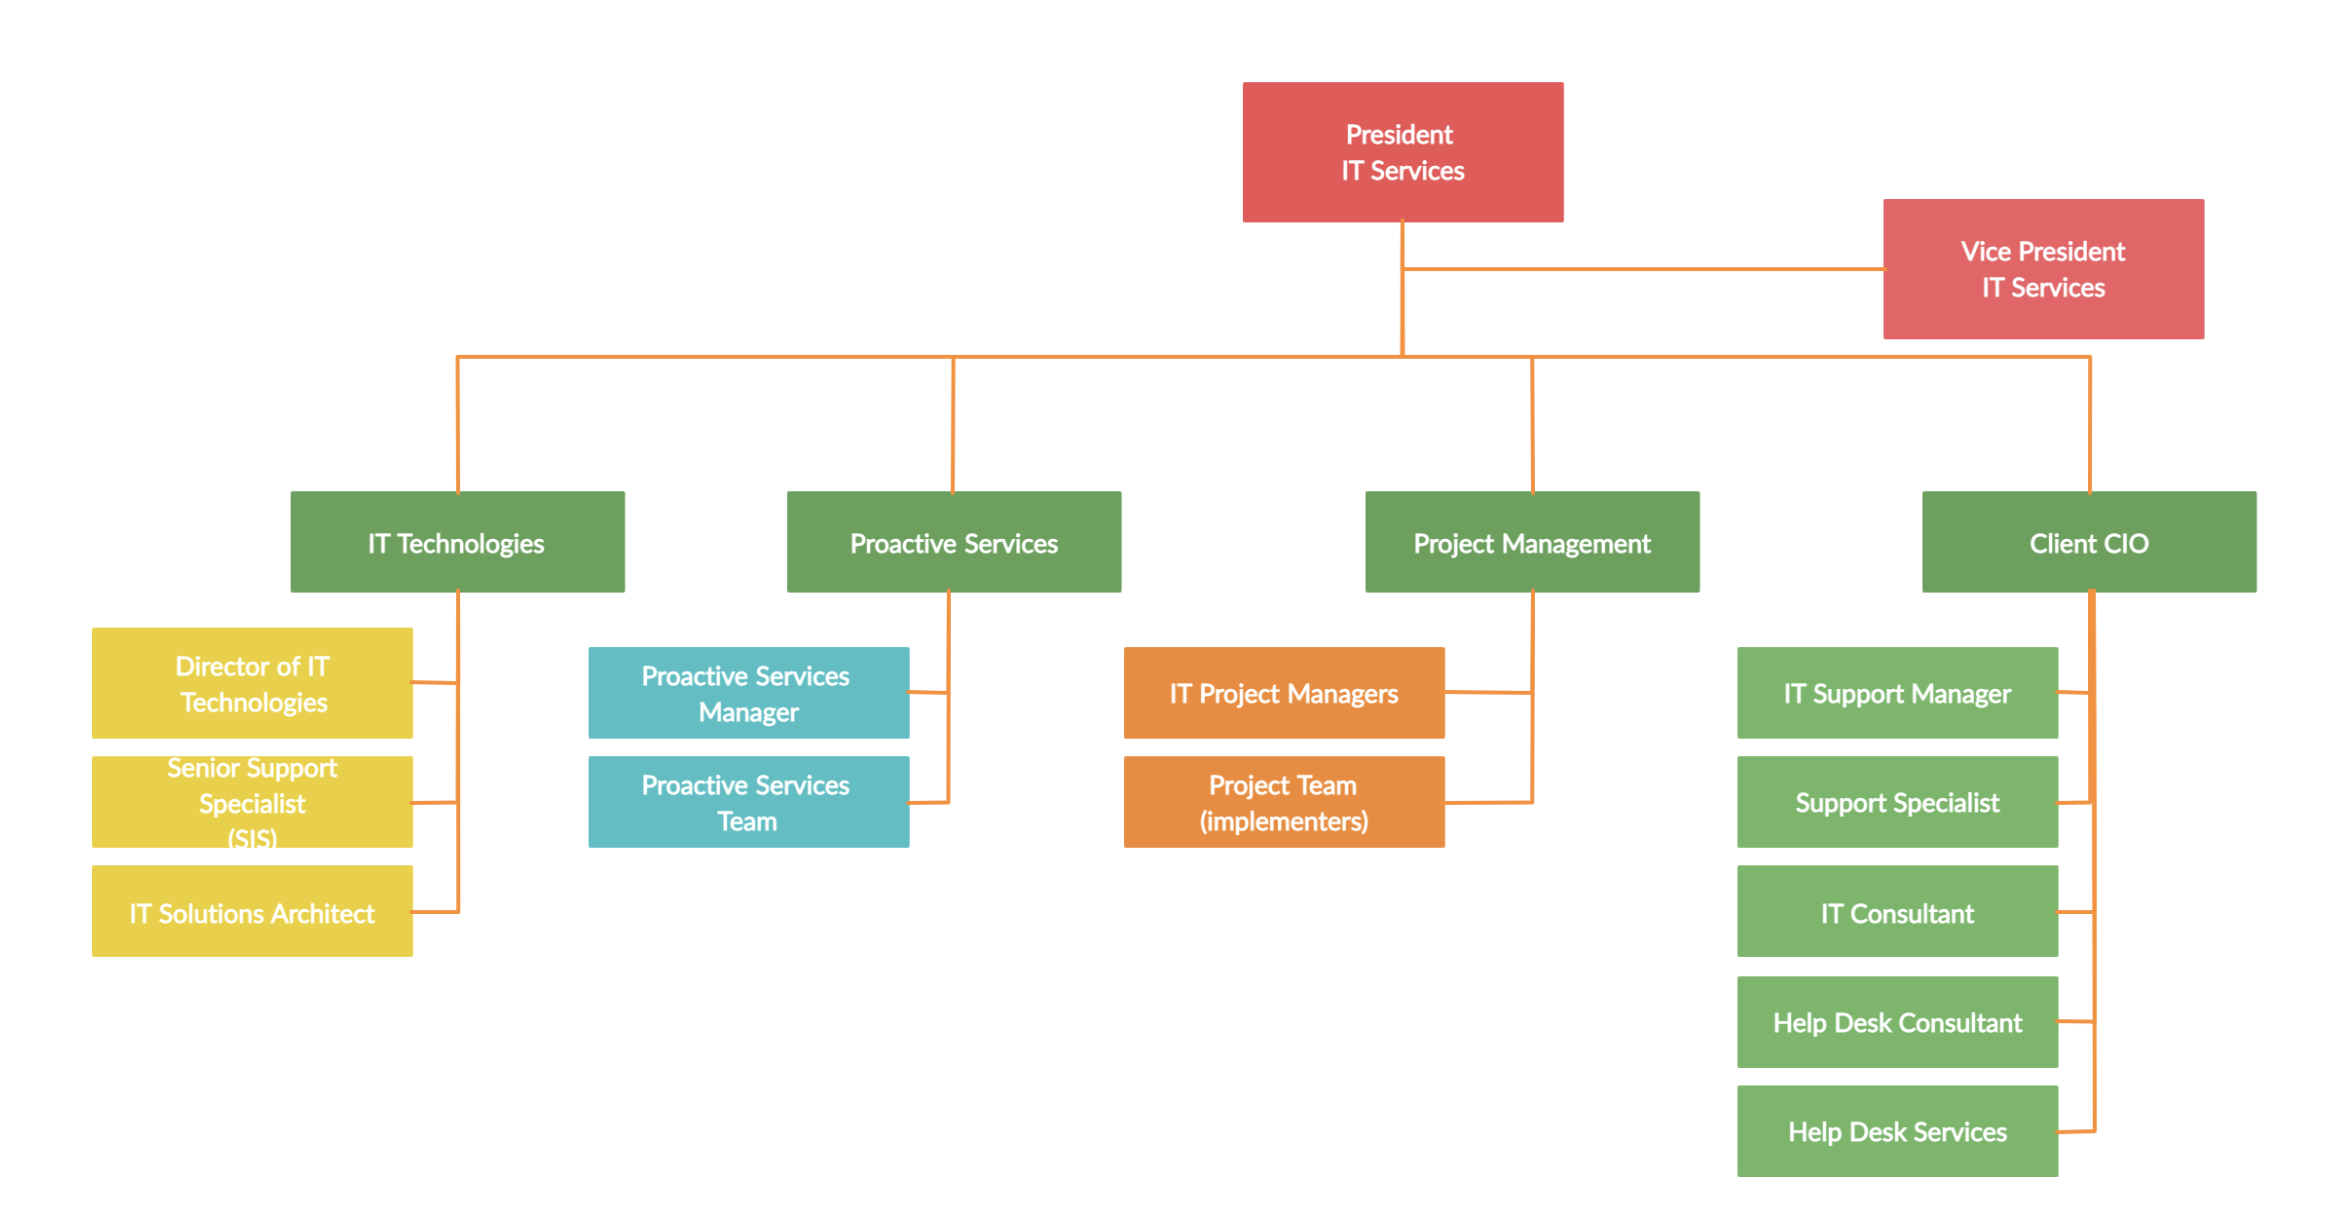 President
IT Services
Vice President
IT Services
IT Technologies
Proactive Services
Project Management
Client CIO
Director of IT
Technologies
Senior Support
Specialist
(SIS)
IT Solutions Architect
Proactive Services
Manager
Proactive Services
Team
IT Project Managers
Project Team
(implementers)
IT Support Manager
Support Specialist
IT Consultant
Help Desk Consultant
Help Desk Services